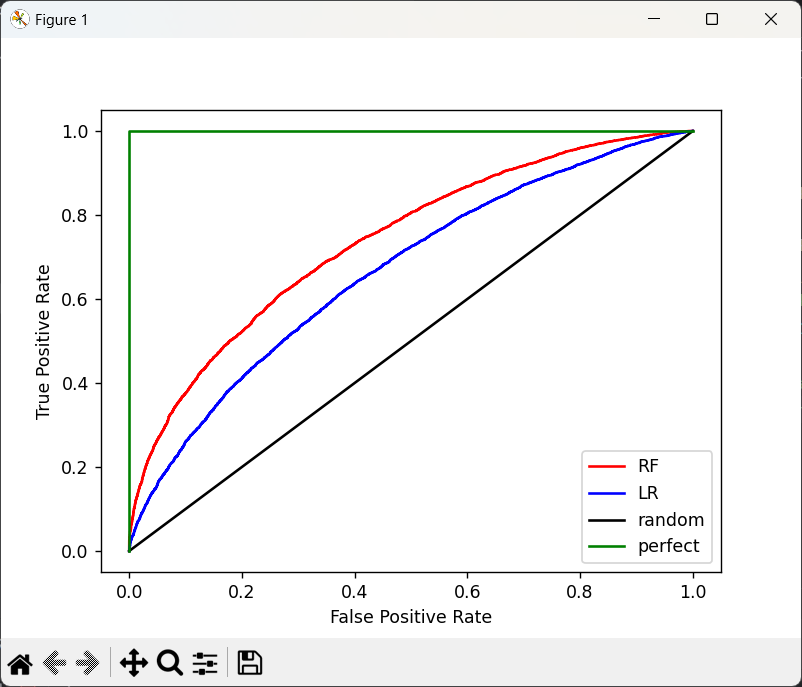 Figure 1
1.0
0.8
0.6
0.4
0.2
0.0
True Positive Rate
RF
LR
random
perfect
0.0 0.2 0.4 0.6 0.8 1.0
False Positive Rate